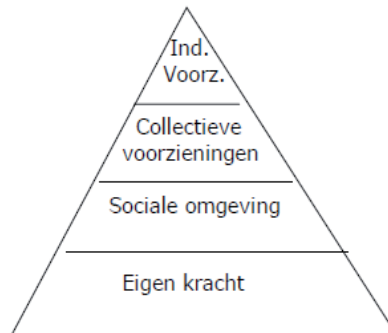 Ind.
Voorz.
Collectieve
voorzieningen
Sociale omgeving
Eigen kracht